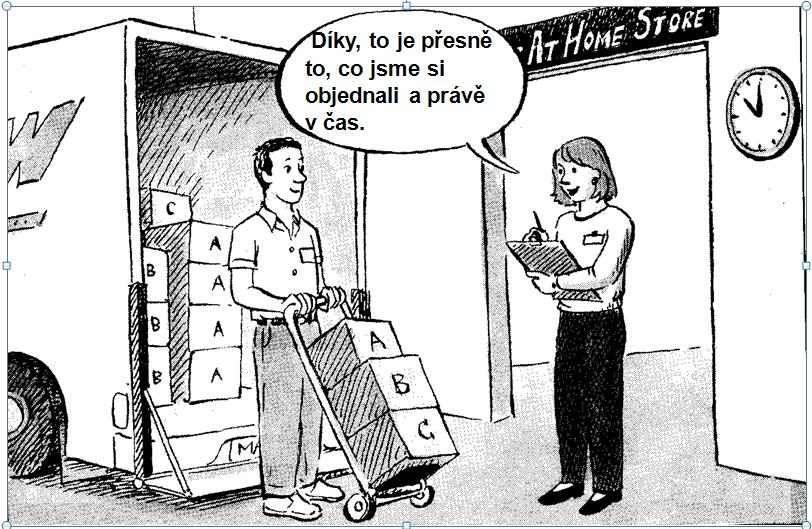 Díky, to je přesně
to, co jsme si
objednali a právě
v čas.
-At Home Store
W
C
A
B
A
B
A
B
A
A
B
C